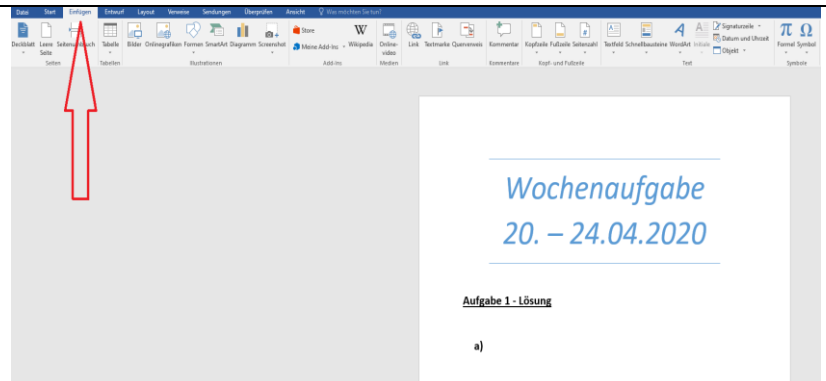 Datei Start Einfügen Entwurf Layout Verweise Sendungen Überprüfen Ansicht Was möchten Sie tun?
Deckblatt Leere Seite Seitenumbruch
Tabelle
Bilder Onlinegrafiken Formen SmartArt Diagramm Screenshot
Store
Meine Add-Ins Wikipedia
Online-video
Link Textmarke Querverweis
Kommentar
Kopfzeile Fußzeile Seitenzahl
Textfeld Schnellbausteine WordArt Initiale
Signaturzeile
Datum und Uhrzeit
Objekt
Formel Symbol
Seiten Tabellen Illustrationen Add-Ins Medien Link Kommentare Kopf- und Fußzeile Text Symbole
Wochenaufgabe
20. – 24.04.2020
Aufgabe 1 - Lösung
a)